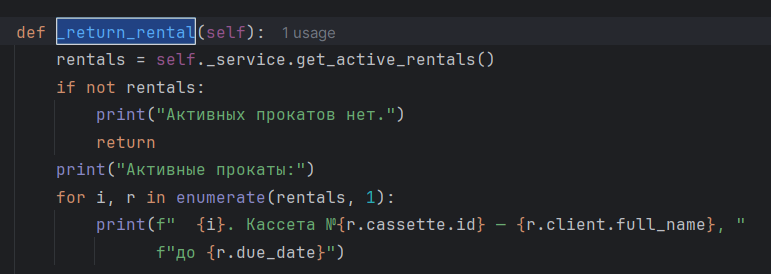 def _return_rental(self): 1 usage
    rentals = self._service.get_active_rentals()
    if not rentals:
        print("Активных прокатов нет.")
        return
    print("Активные прокаты:")
    for i, r in enumerate(rentals, 1):
        print(f"  {i}. Кассета №{r.cassette.id} — {r.client.full_name}, "
              f"до {r.due_date}")